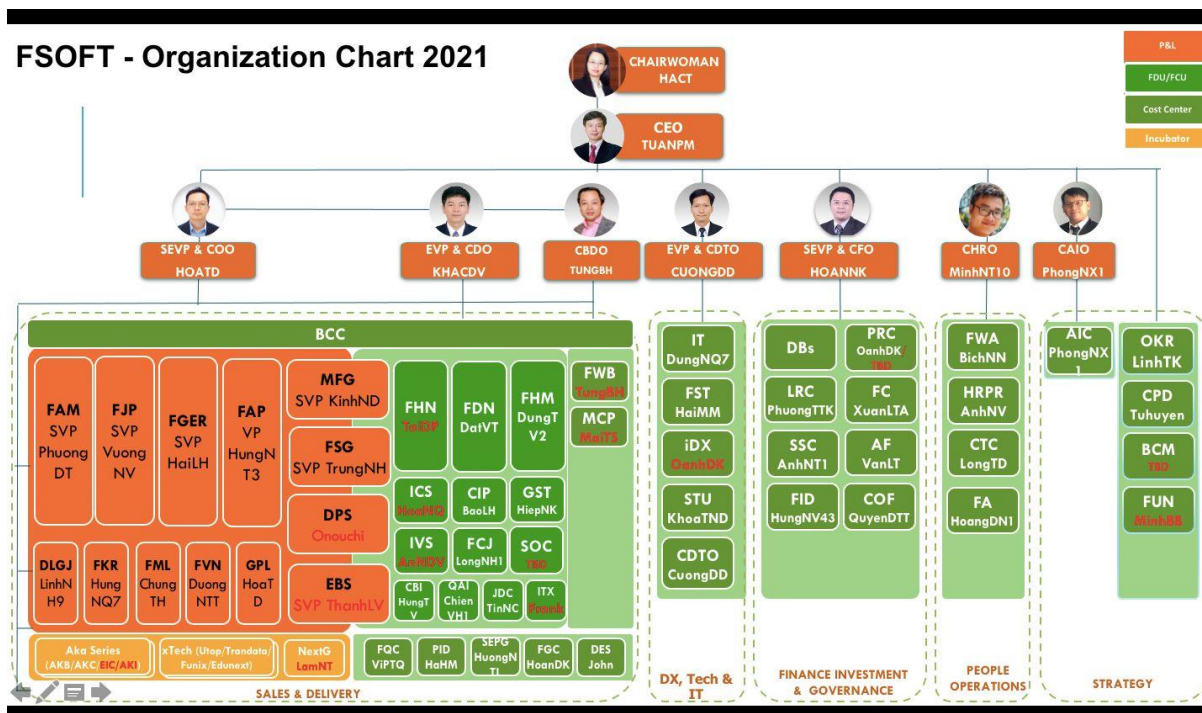 FSOFT - Organization Chart 2021
P&L
FDU/FCU
Cost Center
Incubator
CHAIRWOMAN
HACT
CEO
TUANPM
SEVP & COO
HOATD
EVP & CDO
KHACDV
CBDO
TUNGBH
EVP & CDTO
CUONGDD
SEVP & CFO
HOANNK
CHRO
MinhNT10
CAIO
PhongNX1
BCC
FAM
SVP
Phuong
DT
FJP
SVP
Vuong
NV
FGER
SVP
HaiLH
FAP
VP
HungN
T3
MFG
SVP KinhND
FSG
SVP TrungNH
DPS
Onouchi
EBS
SVP ThanhLV
DLGJ
LinhN
H9
FKR
Hung
NQ7
FML
Chung
TH
FVN
Duong
NTT
GPL
HoaT
D
FHN
FDN
DatVT
FHM
DungT
V2
ICS
CIP
BaoLH
GST
HiepNK
IVS
FCJ
LongNH1
SOC
TBD
CBI
HungT
V
QAI
Chien
VH1
JDC
TinNC
ITX
FWB
TungBH
MCP
MaiTS
Aka Series
(AKB/AKC/EIC/AKI)
xTech (Utop/Trandata/
Funix/Edunext)
NextG
LamNT
FQC
ViPTQ
PID
HaHM
SEPG
HuongN
T1
FGC
HoanDK
DES
John
SALES & DELIVERY
IT
DungNQ7
FST
HaiMM
iDX
OanhDK
STU
KhoaTND
CDTO
CuongDD
DX, Tech &
IT
DBs
PRC
OanhDK/
TBD
LRC
PhuongTTK
FC
XuanLTA
SSC
AnhNT1
AF
VanLT
FID
HungNV43
COF
QuyenDTT
FINANCE INVESTMENT
& GOVERNANCE
FWA
BichNN
HRPR
AnhNV
CTC
LongTD
FA
HoangDN1
PEOPLE
OPERATIONS
AIC
PhongNX
1
OKR
LinhTK
CPD
Tuhuyen
BCM
TBD
FUN
MinhBB
STRATEGY